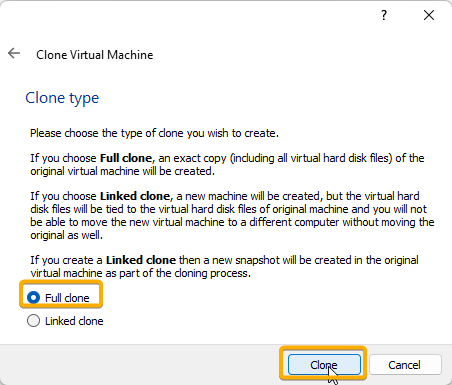 ?
Clone Virtual Machine
Clone type
Please choose the type of clone you wish to create.
If you choose Full clone, an exact copy (including all virtual hard disk files) of the
original virtual machine will be created.
If you choose Linked clone, a new machine will be created, but the virtual hard
disk files will be tied to the virtual hard disk files of original machine and you will not
be able to move the new virtual machine to a different computer without moving the
original as well.
If you create a Linked clone then a new snapshot will be created in the original
virtual machine as part of the cloning process.
Full clone
Linked clone
Clone Cancel